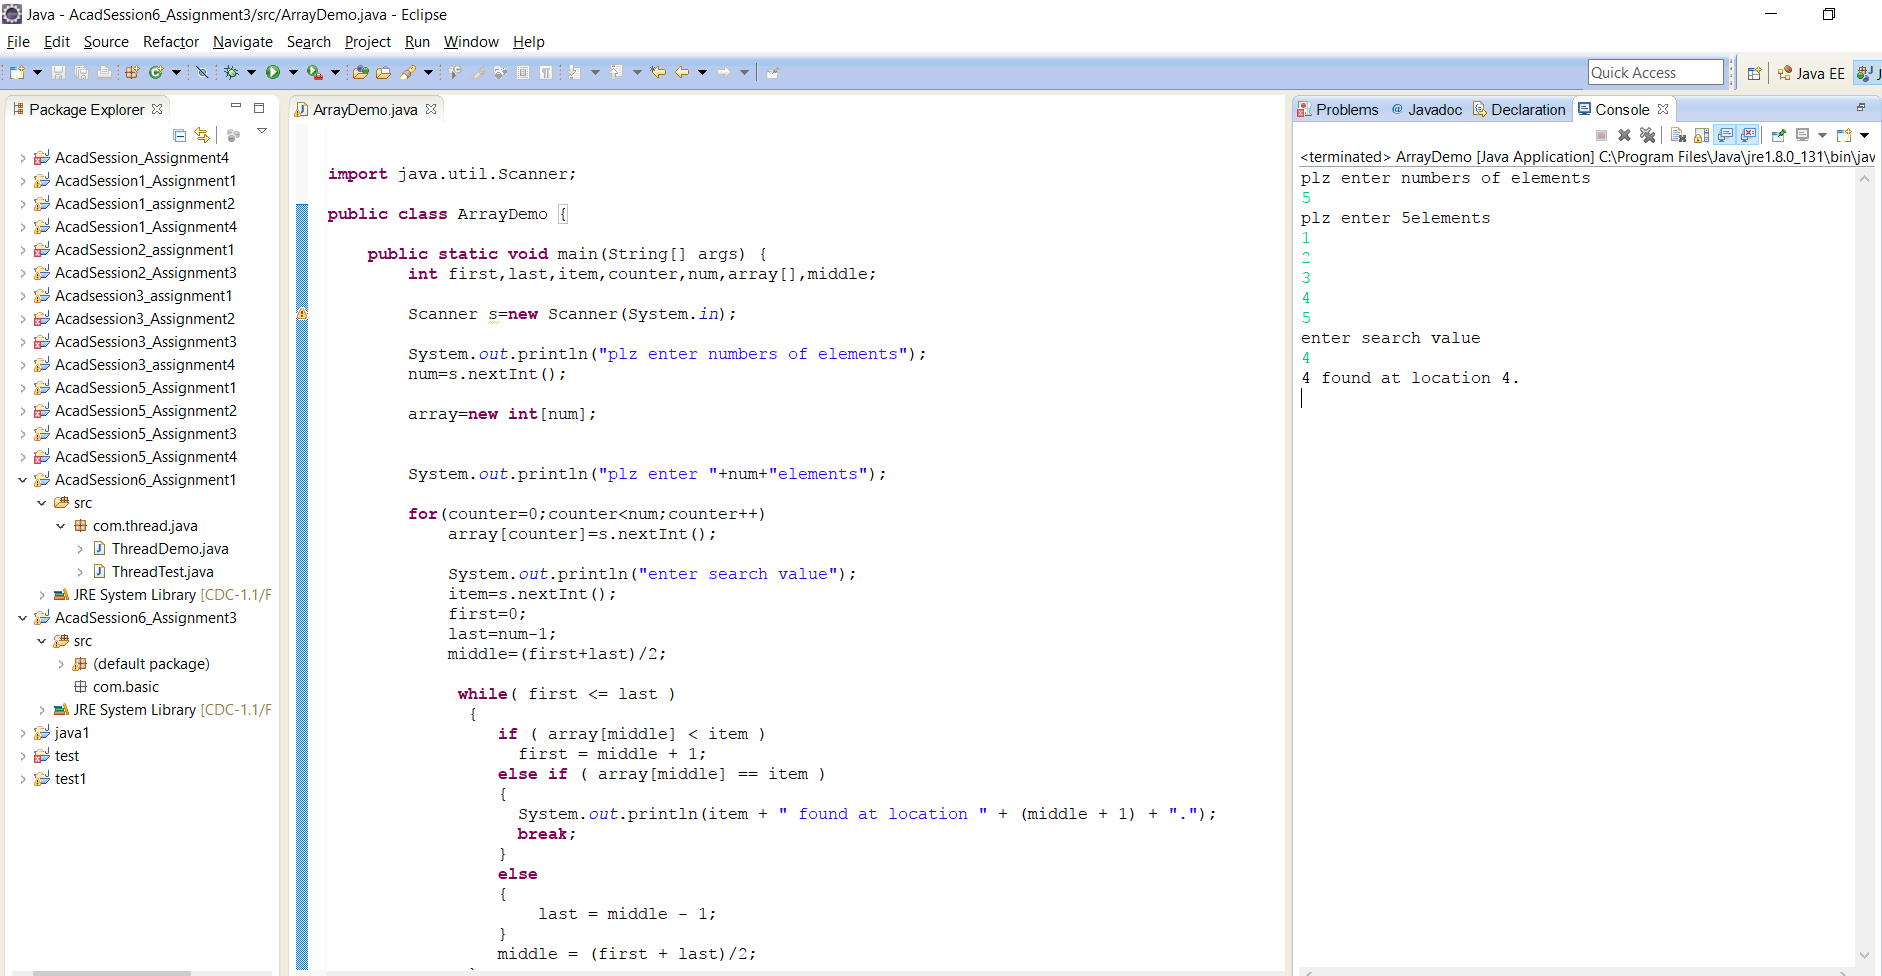 Java - AcadSession6_Assignment3/src/ArrayDemo.java - Eclipse
File Edit Source Refactor Navigate Search Project Run Window Help
Quick Access
Java EE
J
Package Explorer
AcadSession_Assignment4
AcadSession1_Assignment1
AcadSession1_assignment2
AcadSession1_Assignment4
AcadSession2_assignment1
AcadSession2_Assignment3
Acadsession3_assignment1
Acadsession3_Assignment2
AcadSession3_Assignment3
AcadSession3_assignment4
AcadSession5_Assignment1
AcadSession5_Assignment2
AcadSession5_Assignment3
AcadSession5_Assignment4
AcadSession6_Assignment1
src
com.thread.java
ThreadDemo.java
ThreadTest.java
JRE System Library [CDC-1.1/F
AcadSession6_Assignment3
src
(default package)
com.basic
JRE System Library [CDC-1.1/F
java1
test
test1
ArrayDemo.java
import java.util.Scanner;
public class ArrayDemo {
public static void main(String[] args) {
int first,last,item,counter,num,array[],middle;
Scanner s=new Scanner(System.in);
System.out.println("plz enter numbers of elements");
num=s.nextInt();
array=new int[num];
System.out.println("plz enter "+num+"elements");
for(counter=0;counter<num;counter++)
array[counter]=s.nextInt();
System.out.println("enter search value");
item=s.nextInt();
first=0;
last=num-1;
middle=(first+last)/2;
while( first <= last )
{
if ( array[middle] < item )
first = middle + 1;
else if ( array[middle] == item )
{
System.out.println(item + " found at location " + (middle + 1) + ".");
break;
}
else
{
last = middle - 1;
}
middle = (first + last)/2;
Problems @ Javadoc Declaration Console
<terminated> ArrayDemo [Java Application] C:\Program Files\Java\jre1.8.0_131\bin\jav
plz enter numbers of elements
5
plz enter 5elements
1
2
3
4
5
enter search value
4
4 found at location 4.